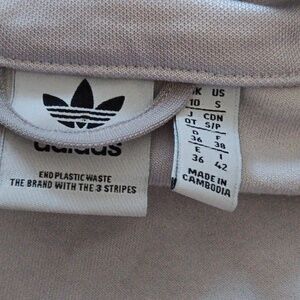 adidas
END PLASTIC WASTE
THE BRAND WITH THE 3 STRIPES
UK US
10 S
J CDN
OT S/P
G F
36 38
E I
36 42
MADE IN
CAMBODIA